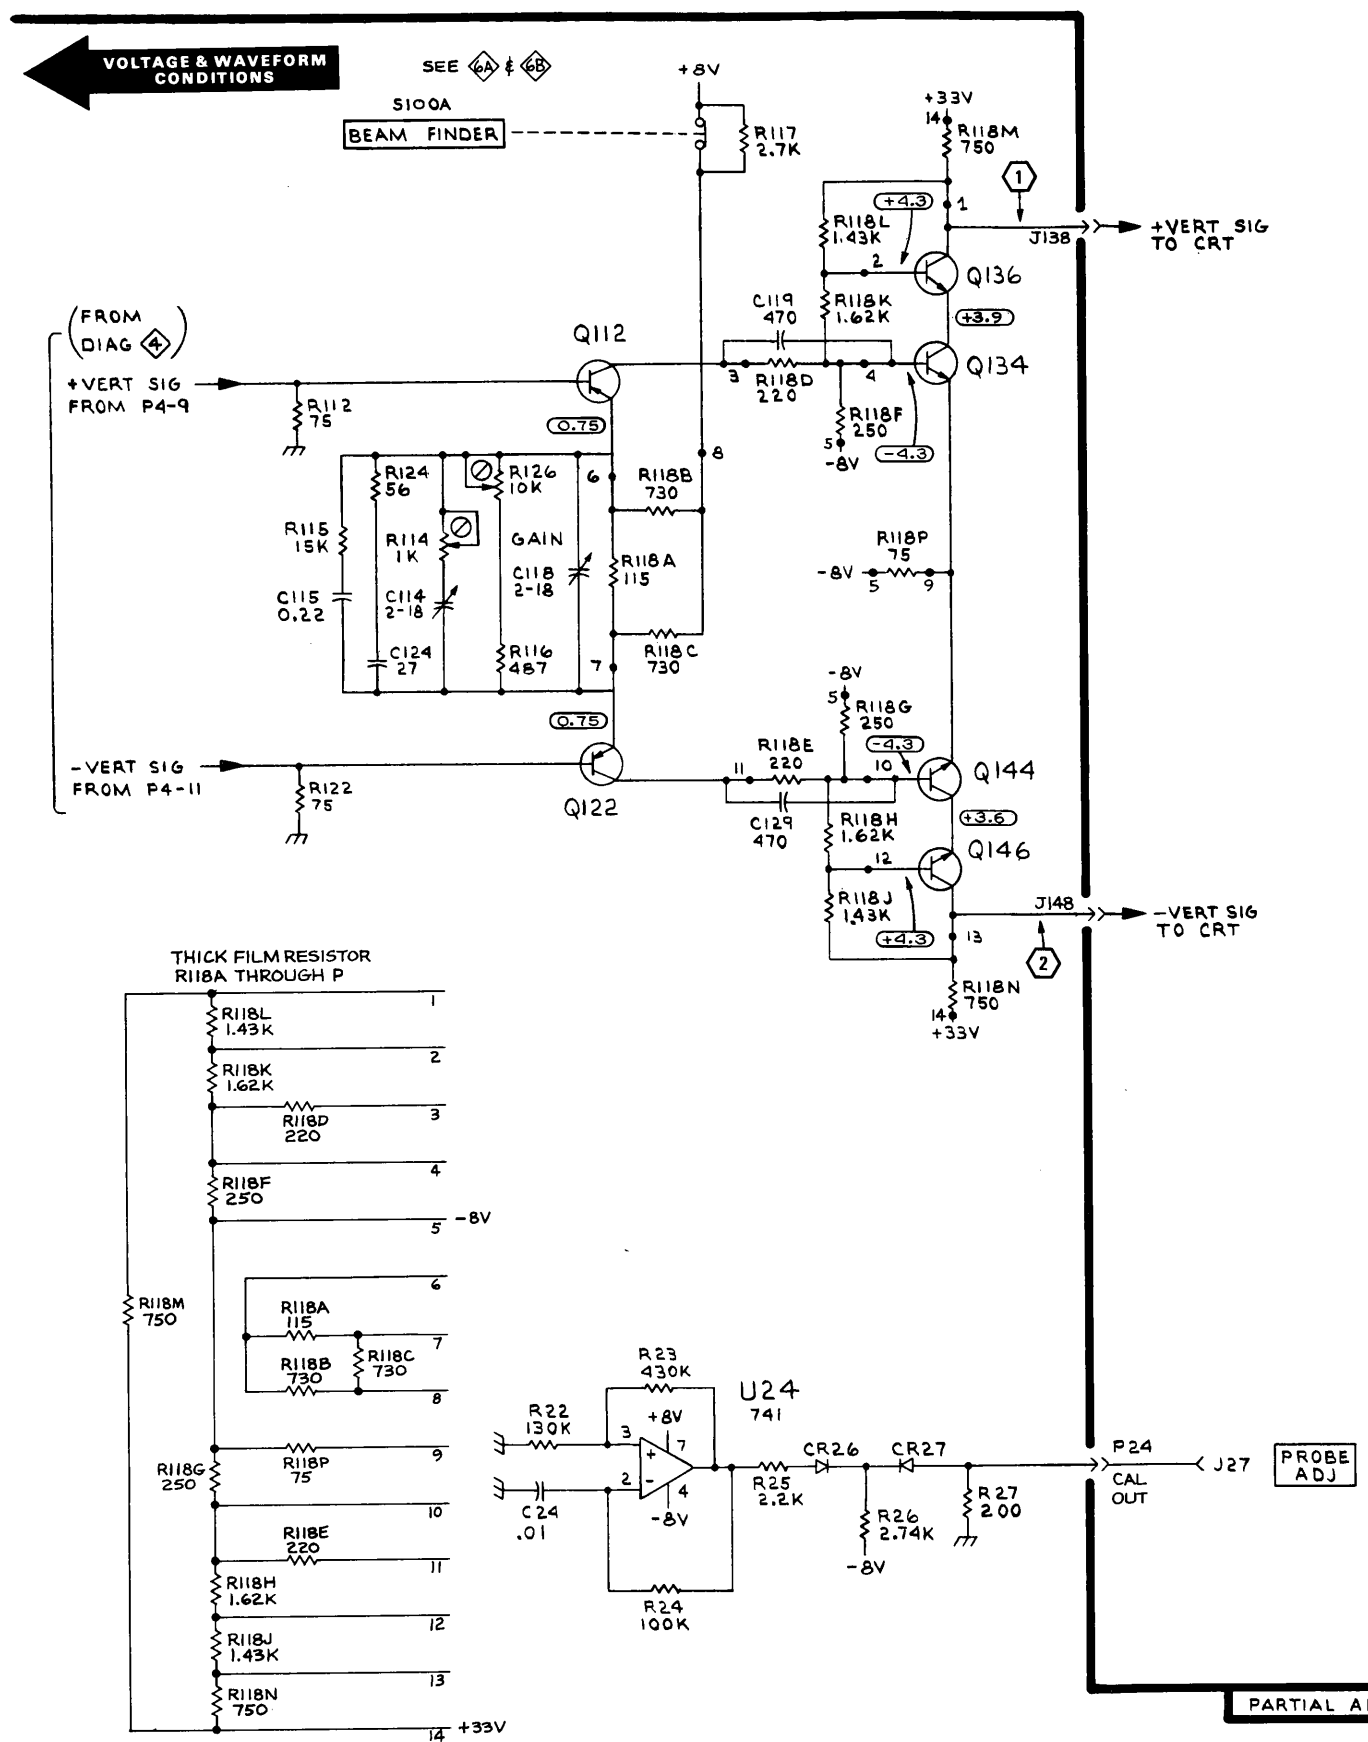 VOLTAGE & WAVEFORM
CONDITIONS
SEE 6A & 6B
S100A
BEAM FINDER
+8V
R117
2.7K
+33V
14
R118M
750
1
+4.3
1
R118L
1.43K
J138
+VERT SIG
TO CRT
2
Q136
C119
470
R118K
1.62K
+3.9
(FROM
DIAG 4)
Q112
Q134
+VERT SIG
FROM P4-9
3
R118D
220
4
R112
75
0.75
R118F
250
5
-8V
-4.3
8
R124
56
R126
10K
6
R118B
730
R115
15K
R114
1K
GAIN
R118P
75
C118
2-18
R118A
115
-8V
5
9
C115
0.22
C114
2-18
C124
27
R116
487
7
R118C
730
-8V
5
R118G
250
0.75
R118E
220
-4.3
-VERT SIG
FROM P4-11
11
10
Q144
R122
75
Q122
C129
470
R118H
1.62K
+3.6
12
Q146
R118J
1.43K
J148
-VERT SIG
TO CRT
+4.3
13
2
R118N
750
14
+33V
THICK FILM RESISTOR
R118A THROUGH P
1
R118L
1.43K
2
R118K
1.62K
3
R118D
220
4
R118F
250
5 -8V
6
R118M
750
R118A
115
7
R118B
730
R118C
730
8
9
R118P
75
R118G
250
10
R118E
220
11
R118H
1.62K
12
R118J
1.43K
13
R118N
750
14 +33V
R23
430K
U24
741
R22
130K
+8V
3
+
7
CR26
CR27
P24
J27
PROBE
ADJ
2
-
4
R25
2.2K
CAL
OUT
C24
.01
-8V
R26
2.74K
R27
200
-8V
R24
100K
PARTIAL